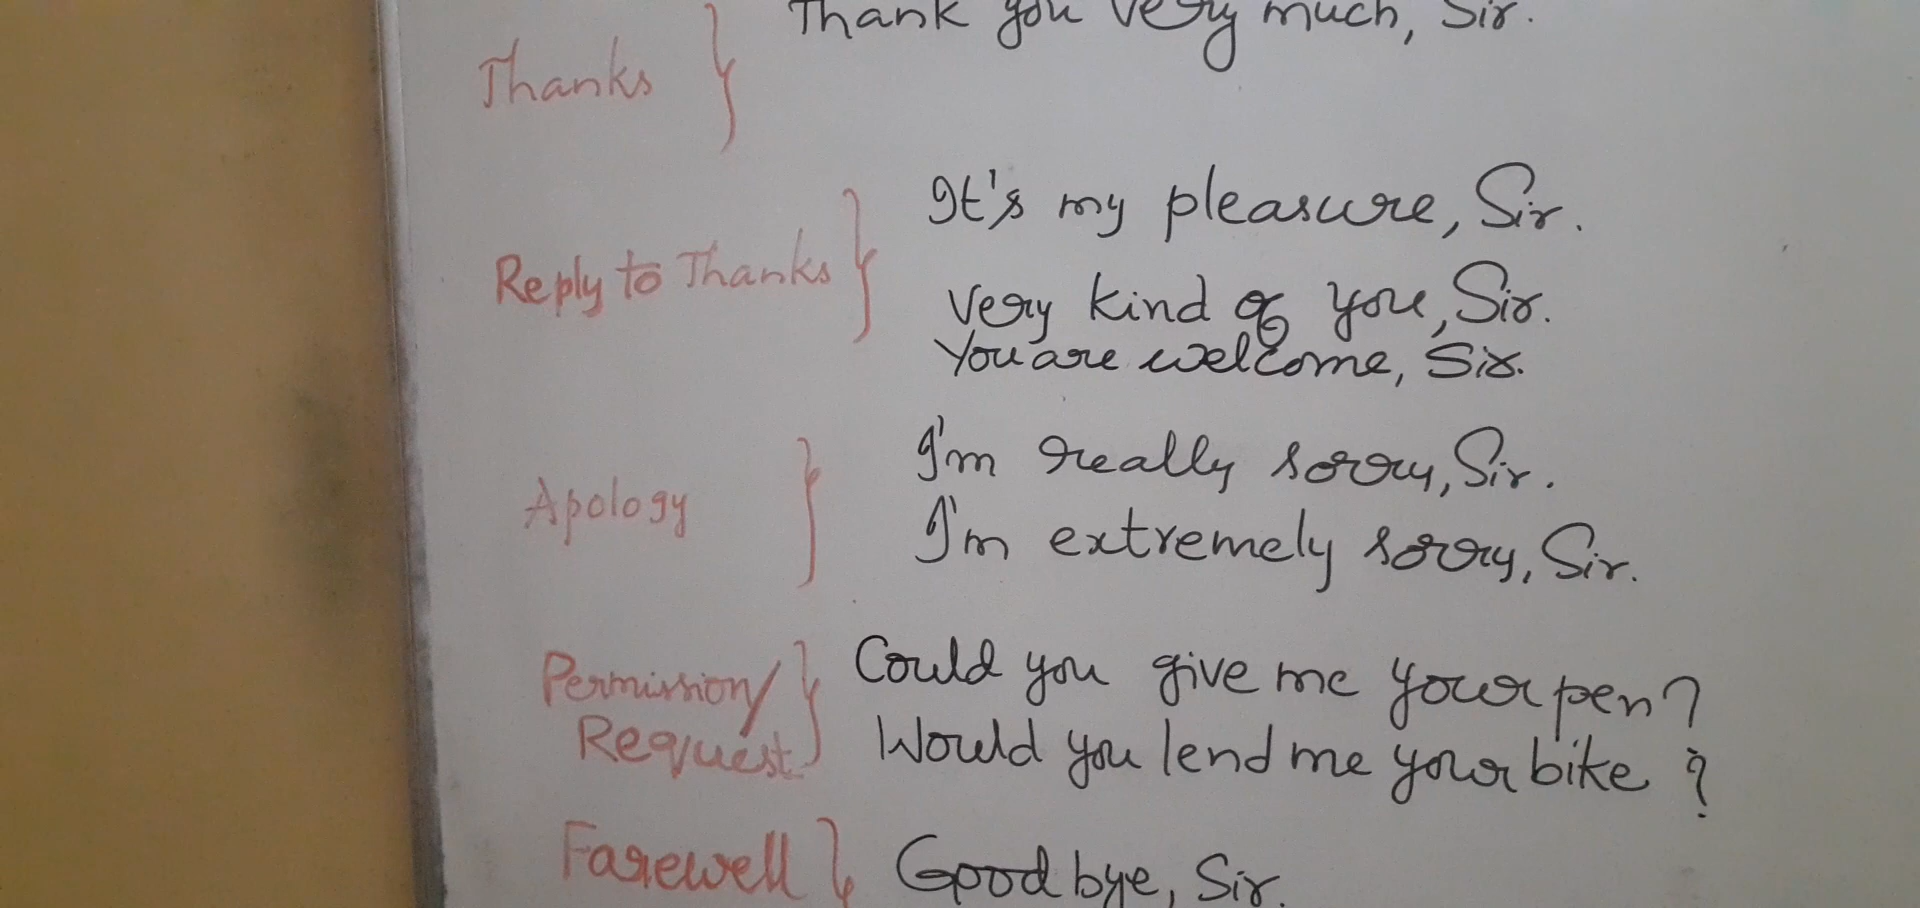 Thank you very much, Sir.
Thanks }
It's my pleasure, Sir.
Reply to Thanks }
Very kind of you, Sir.
You are welcome, Sir.
I'm really sorry, Sir.
Apology }
I'm extremely sorry, Sir.
Permission/ } Could you give me your pen?
Request Would you lend me your bike ?
Farewell } Good bye, Sir.